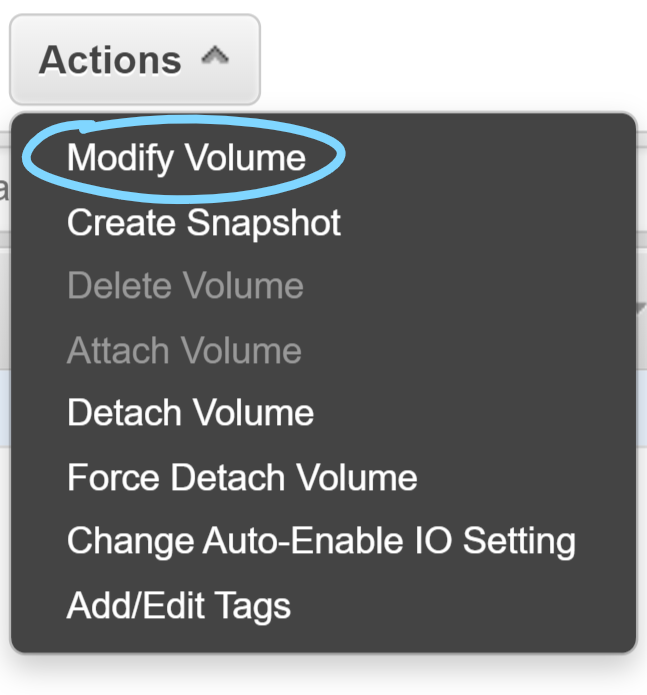 Actions
Modify Volume
Create Snapshot
Delete Volume
Attach Volume
Detach Volume
Force Detach Volume
Change Auto-Enable IO Setting
Add/Edit Tags